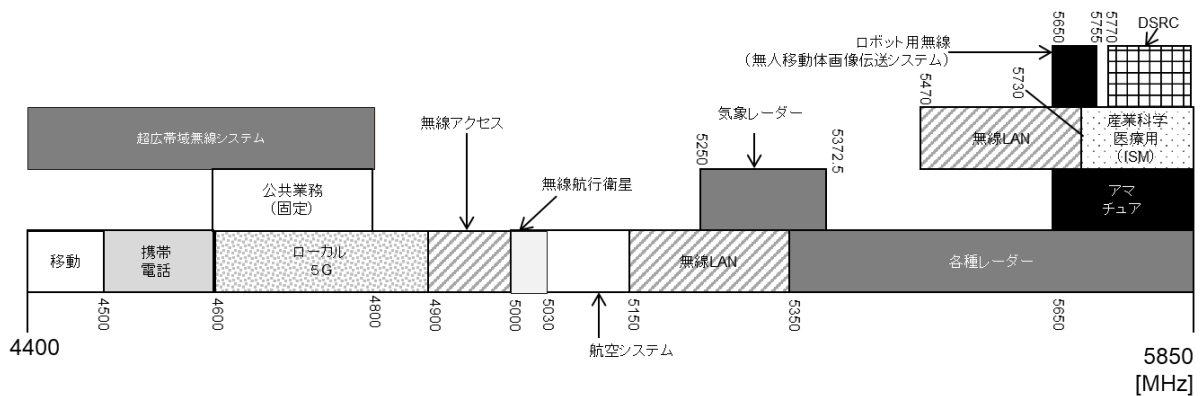 5650
5755
5770
DSRC
ロボット用無線
(無人移動体画像伝送システム)
5470
5730
超広帯域無線システム
無線アクセス
気象レーダー
5250
5372.5
無線LAN
産業科学
医療用
(ISM)
公共業務
(固定)
無線航行衛星
アマ
チュア
移動
携帯
電話
ローカル
5G
無線LAN
各種レーダー
4500
4600
4800
4900
5000
5030
5150
5350
5650
4400
航空システム
5850
[MHz]